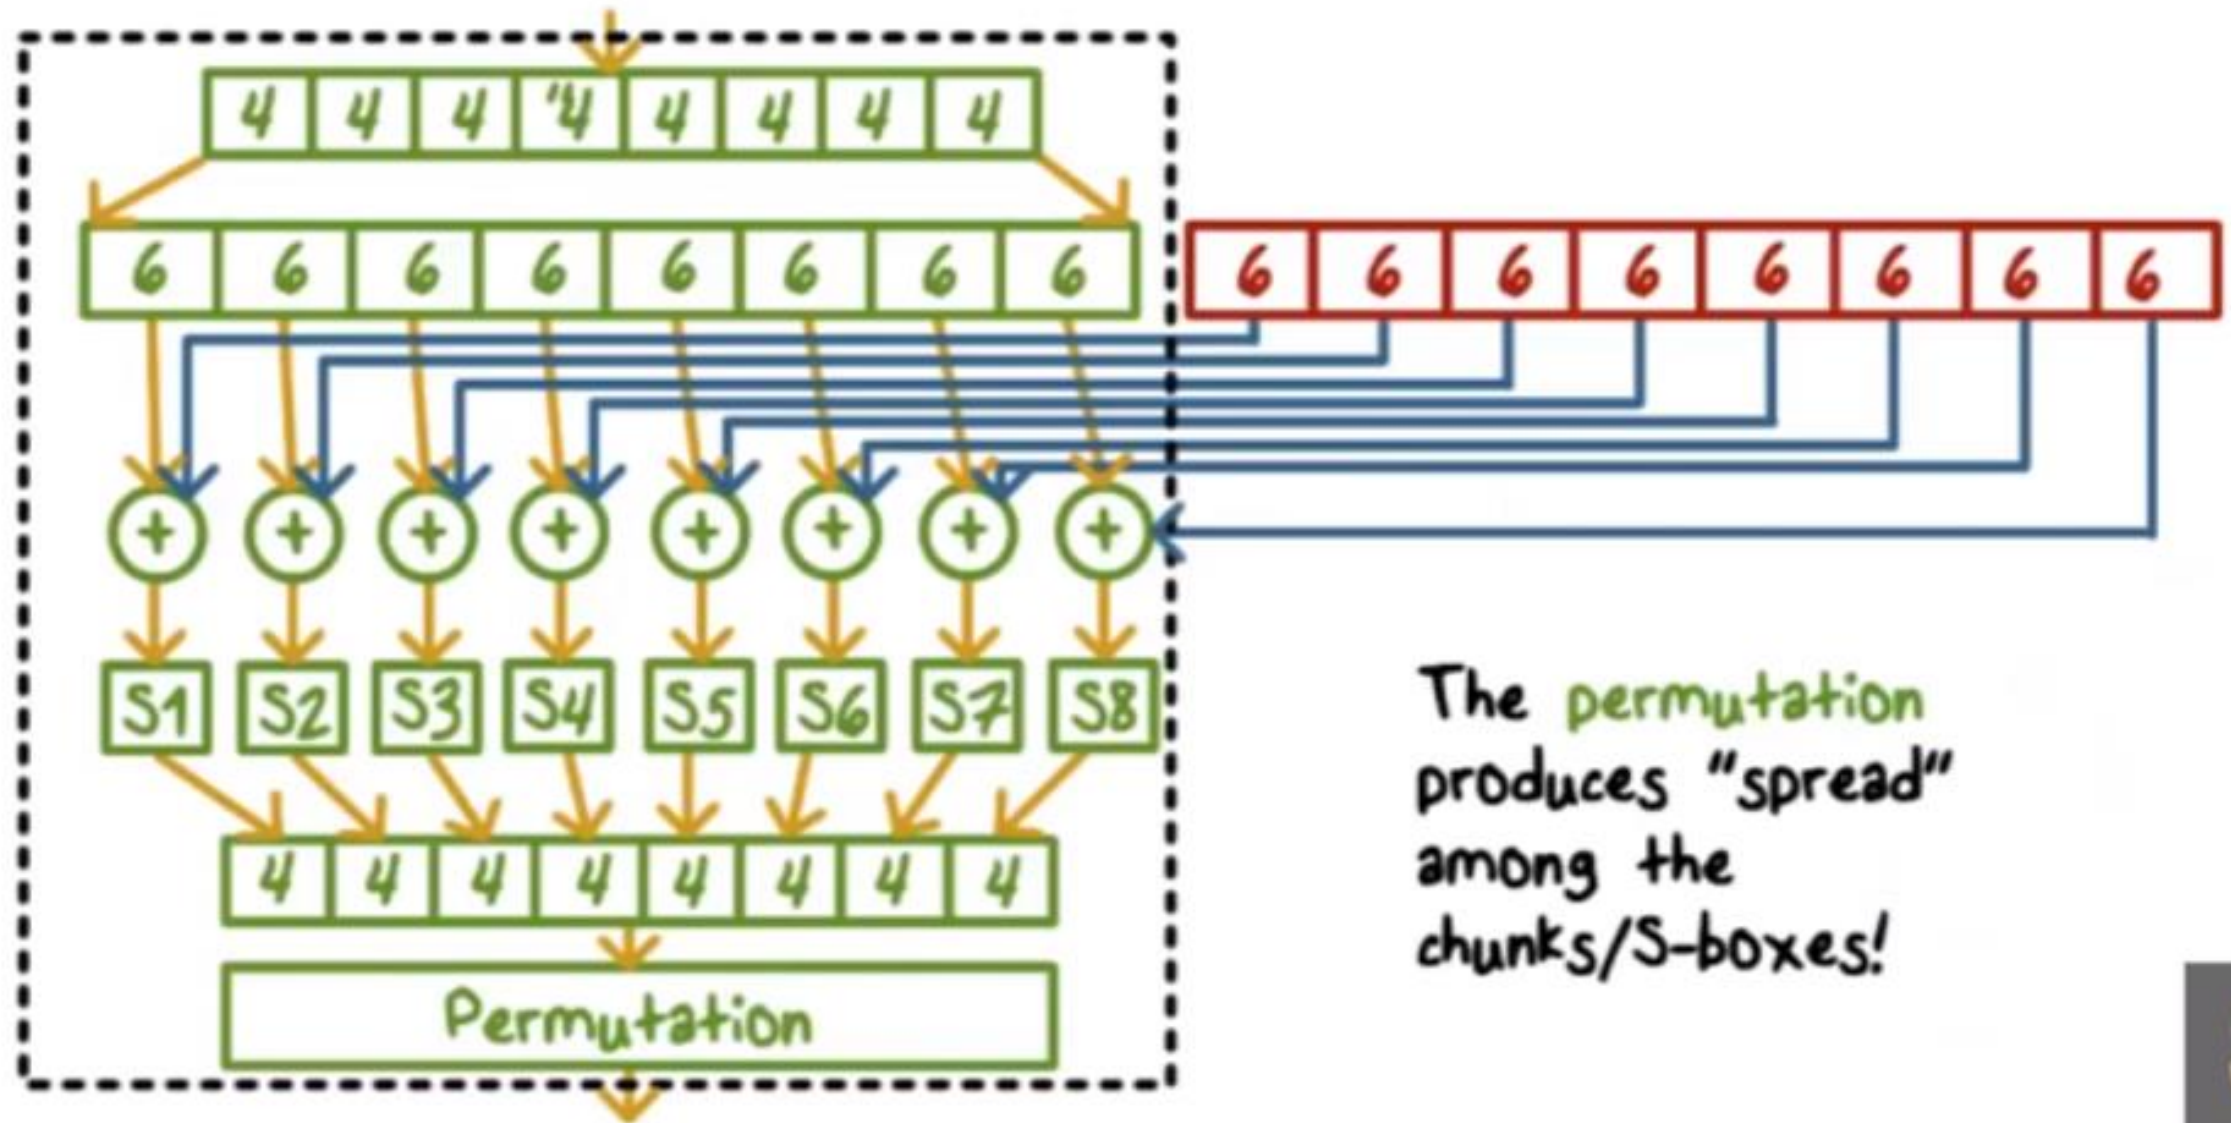 4 4 4 4 4 4 4 4
6 6 6 6 6 6 6 6
6 6 6 6 6 6 6 6
+ + + + + + + +
S1 S2 S3 S4 S5 S6 S7 S8
4 4 4 4 4 4 4 4
Permutation
The permutation
produces "spread"
among the
chunks/S-boxes!